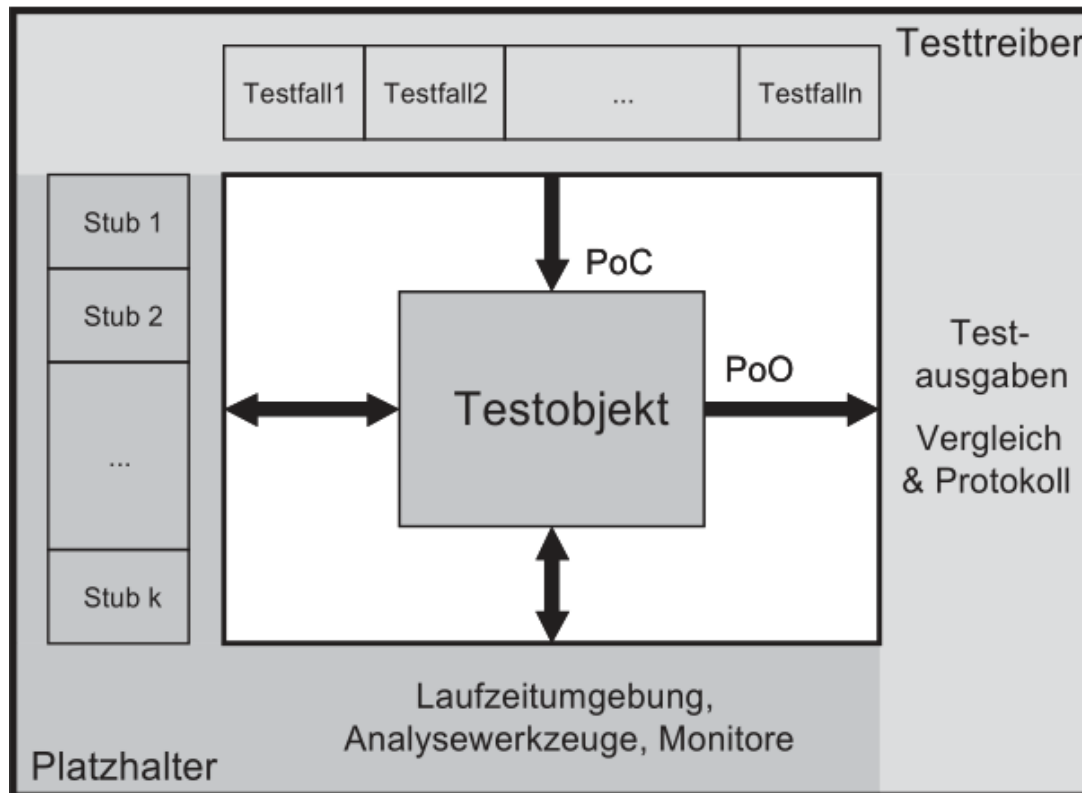 Testtreiber
Testfall1
Testfall2
...
Testfalln
Stub 1
Stub 2
...
Stub k
PoC
Testobjekt
PoO
Test-
ausgaben
Vergleich
& Protokoll
Laufzeitumgebung,
Analysewerkzeuge, Monitore
Platzhalter